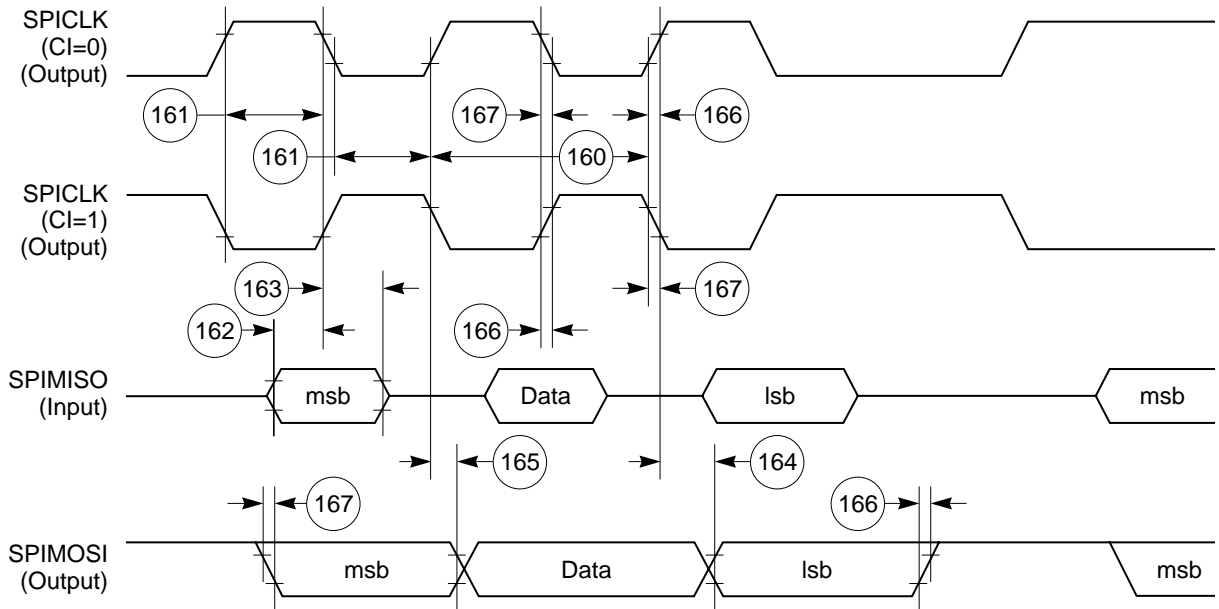 SPICLK
(CI=0)
(Output)
161
167
166
161
160
SPICLK
(CI=1)
(Output)
163
167
162
166
SPIMISO
(Input)
msb
Data
lsb
msb
165
164
167
166
SPIMOSI
(Output)
msb
Data
lsb
msb